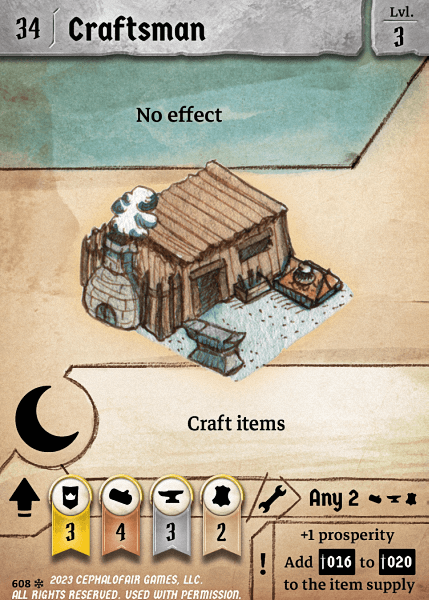 34 Craftsman
Lvl.
3
No effect
Craft items
3 4 3 2
Any 2
+1 prosperity
! Add 016 to 020
to the item supply
608 ✻ 2023 CEPHALOFAIR GAMES, LLC.
ALL RIGHTS RESERVED. USED WITH PERMISSION.